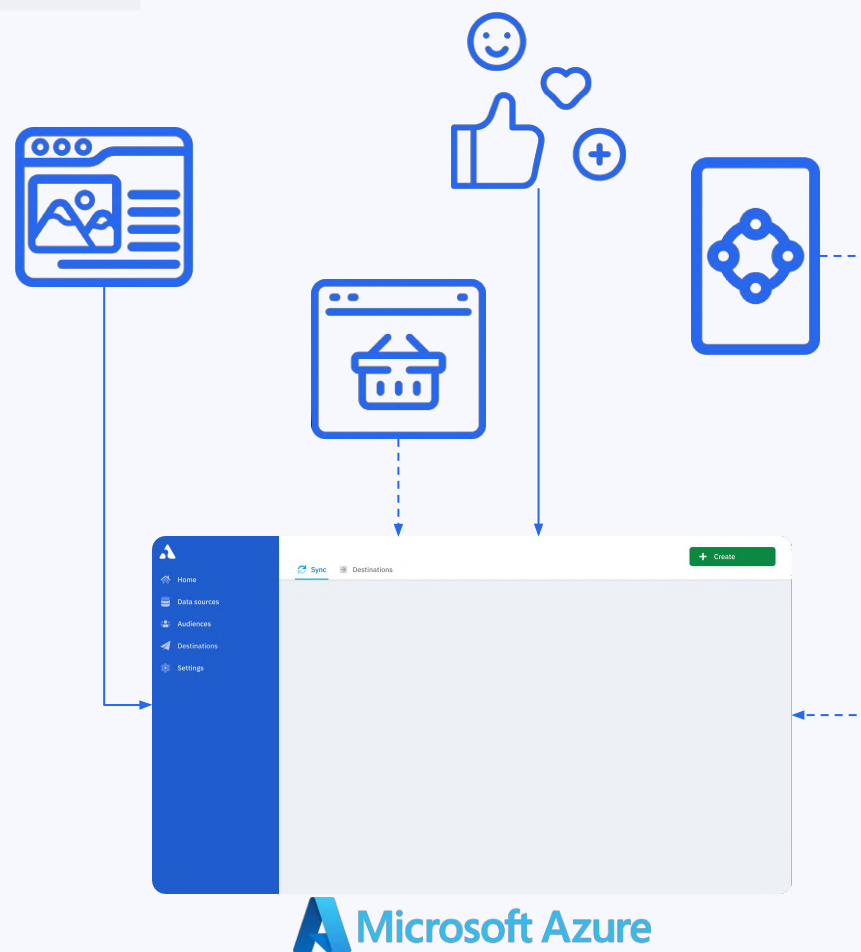 Create
Sync Destinations
Home
Data sources
Audiences
Destinations
Settings
Microsoft Azure